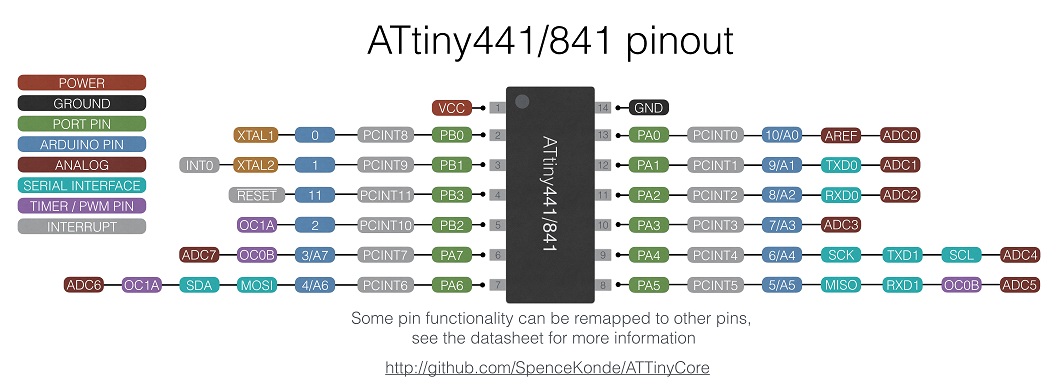 ATtiny441/841 pinout
POWER
GROUND
PORT PIN
ARDUINO PIN
ANALOG
SERIAL INTERFACE
TIMER / PWM PIN
INTERRUPT
VCC 1 14 GND
XTAL1 0 PCINT8 PB0 2 13 PA0 PCINT0 10/A0 AREF ADC0
INT0 XTAL2 1 PCINT9 PB1 3 12 PA1 PCINT1 9/A1 TXD0 ADC1
RESET 11 PCINT11 PB3 4 11 PA2 PCINT2 8/A2 RXD0 ADC2
OC1A 2 PCINT10 PB2 5 10 PA3 PCINT3 7/A3 ADC3
ADC7 OC0B 3/A7 PCINT7 PA7 6 9 PA4 PCINT4 6/A4 SCK TXD1 SCL ADC4
ADC6 OC1A SDA MOSI 4/A6 PCINT6 PA6 7 8 PA5 PCINT5 5/A5 MISO RXD1 OC0B ADC5
ATtiny441/841
Some pin functionality can be remapped to other pins,
see the datasheet for more information
http://github.com/SpenceKonde/ATTinyCore